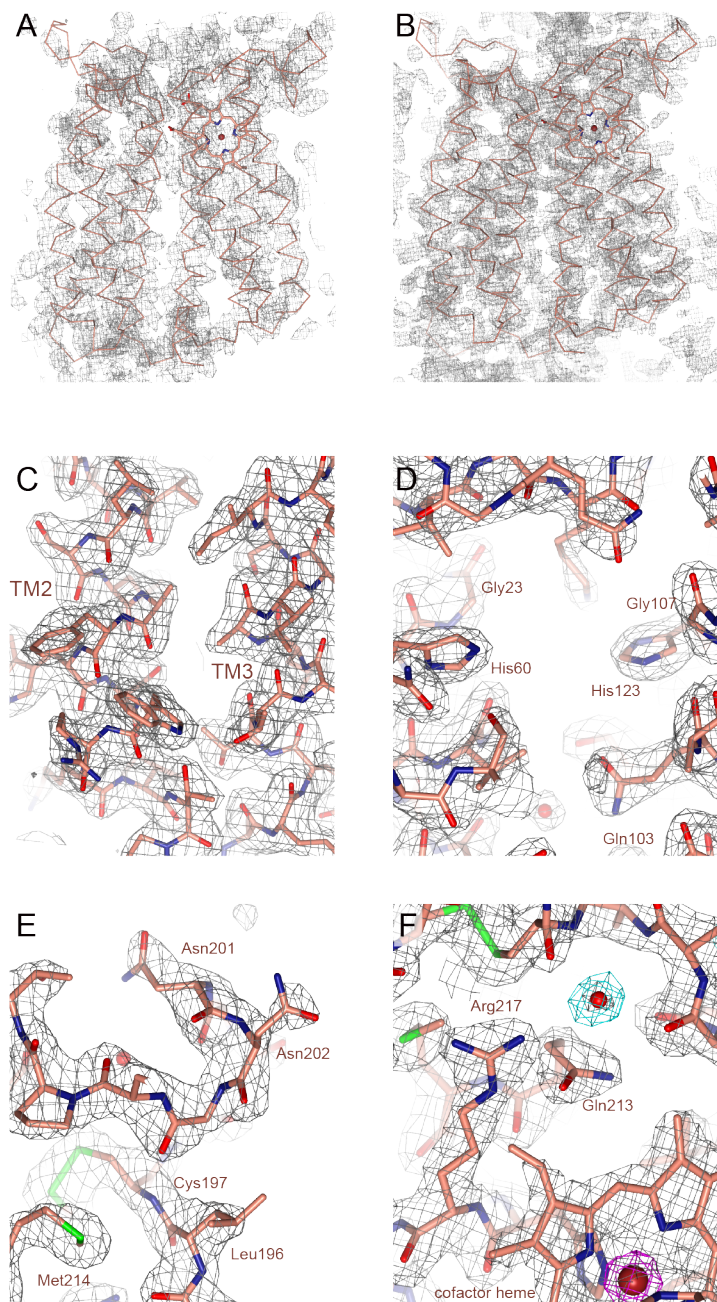 A
B
C
TM2
TM3
D
Gly23
Gly107
His60
His123
Gln103
E
Asn201
Asn202
Cys197
Leu196
Met214
F
Arg217
Gln213
cofactor heme